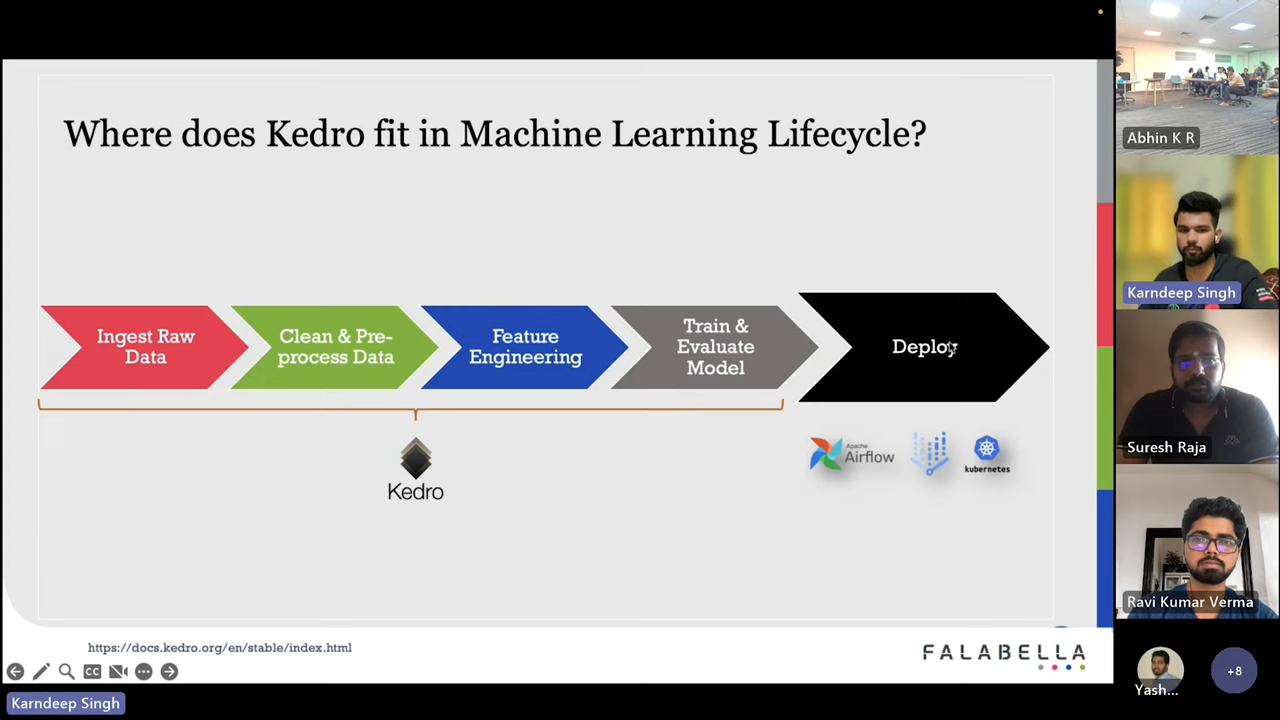 Where does Kedro fit in Machine Learning Lifecycle?
Ingest Raw
Data
Clean & Pre-
process Data
Feature
Engineering
Train &
Evaluate
Model
Deploy
Kedro
Apache
Airflow
kubernetes
https://docs.kedro.org/en/stable/index.html
FALABELLA
CC
Karndeep Singh
Abhin K R
Karndeep Singh
Suresh Raja
Ravi Kumar Verma
Yash...
+8